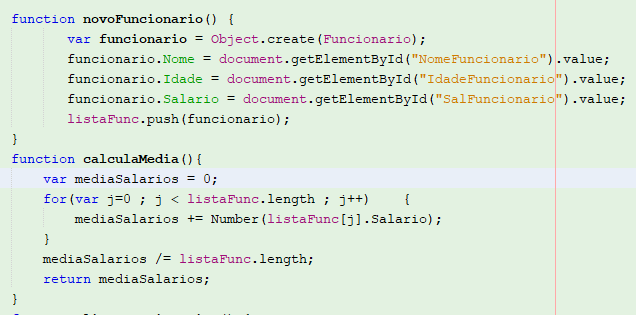 function novoFuncionario() {
var funcionario = Object.create(Funcionario);
funcionario.Nome = document.getElementById("NomeFuncionario").value;
funcionario.Idade = document.getElementById("IdadeFuncionario").value;
funcionario.Salario = document.getElementById("SalFuncionario").value;
listaFunc.push(funcionario);
}
function calculaMedia(){
var mediaSalarios = 0;
for(var j=0 ; j < listaFunc.length ; j++) {
mediaSalarios += Number(listaFunc[j].Salario);
}
mediaSalarios /= listaFunc.length;
return mediaSalarios;
}